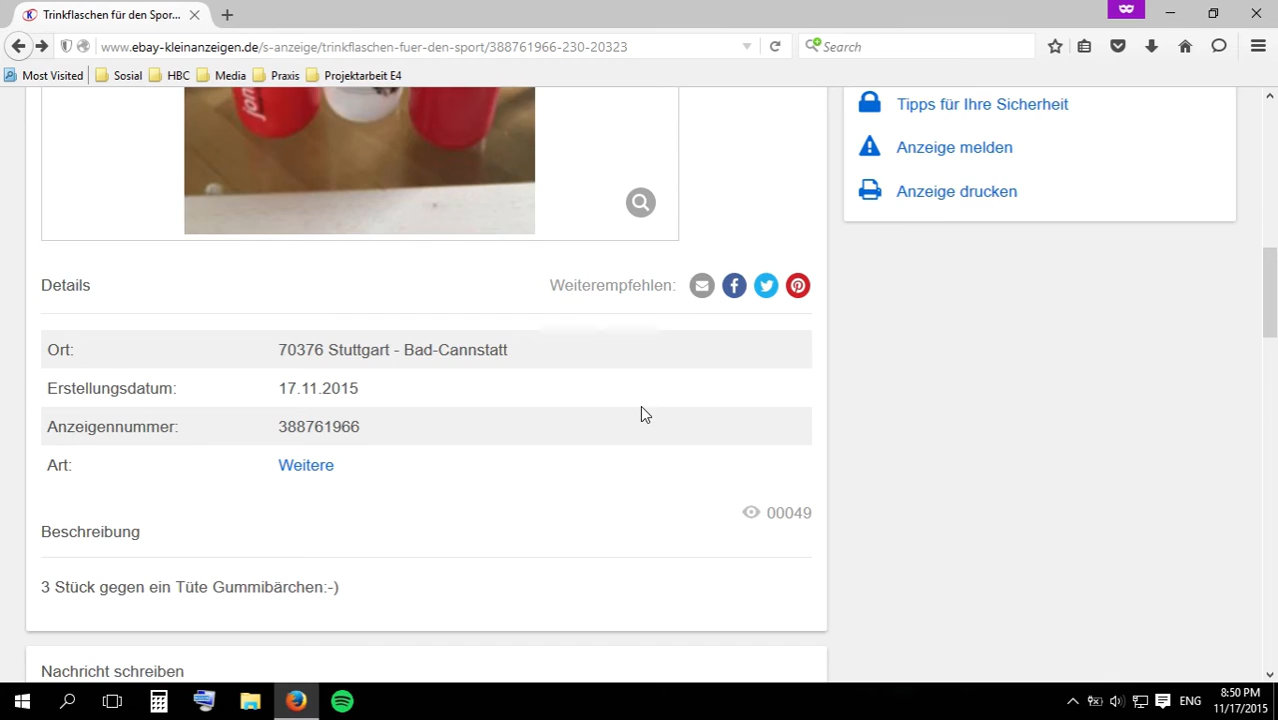 Trinkflaschen für den Spor...
www.ebay-kleinanzeigen.de/s-anzeige/trinkflaschen-fuer-den-sport/388761966-230-20323
Search
Most Visited Sosial HBC Media Praxis Projektarbeit E4
Tipps für Ihre Sicherheit
Anzeige melden
Anzeige drucken
Details
Weiterempfehlen:
Ort: 70376 Stuttgart - Bad-Cannstatt
Erstellungsdatum: 17.11.2015
Anzeigennummer: 388761966
Art: Weitere
00049
Beschreibung
3 Stück gegen ein Tüte Gummibärchen:-)
Nachricht schreiben
ENG
8:50 PM
11/17/2015